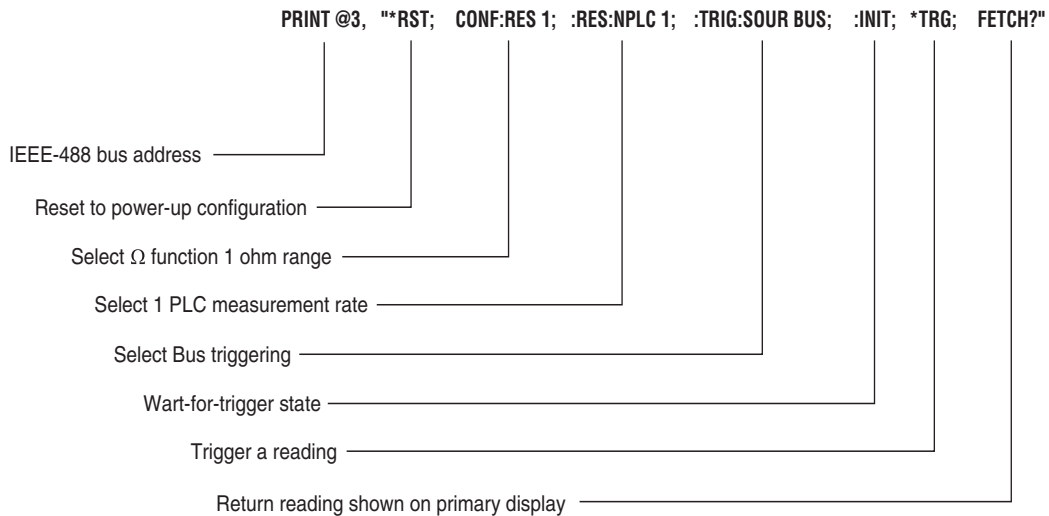 PRINT @3, "*RST; CONF:RES 1; :RES:NPLC 1; :TRIG:SOUR BUS; :INIT; *TRG; FETCH?"
IEEE-488 bus address
Reset to power-up configuration
Select Ω function 1 ohm range
Select 1 PLC measurement rate
Select Bus triggering
Wart-for-trigger state
Trigger a reading
Return reading shown on primary display